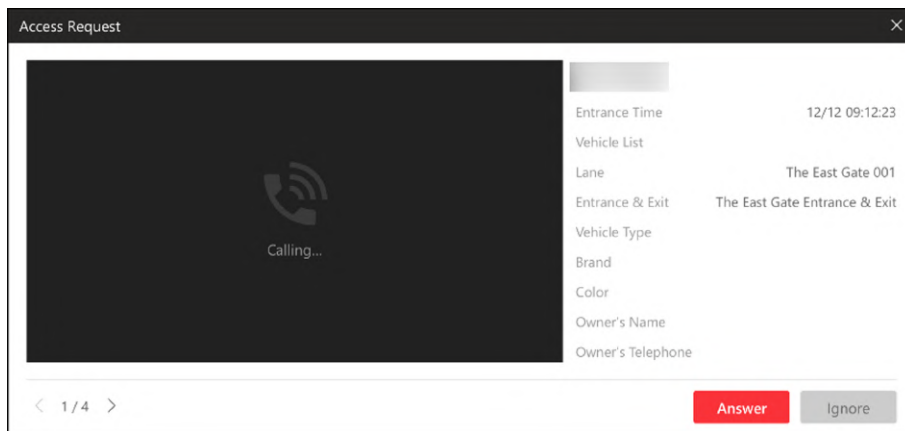 Access Request
Calling...
Entrance Time 12/12 09:12:23
Vehicle List
Lane The East Gate 001
Entrance & Exit The East Gate Entrance & Exit
Vehicle Type
Brand
Color
Owner's Name
Owner's Telephone
1 / 4
Answer Ignore